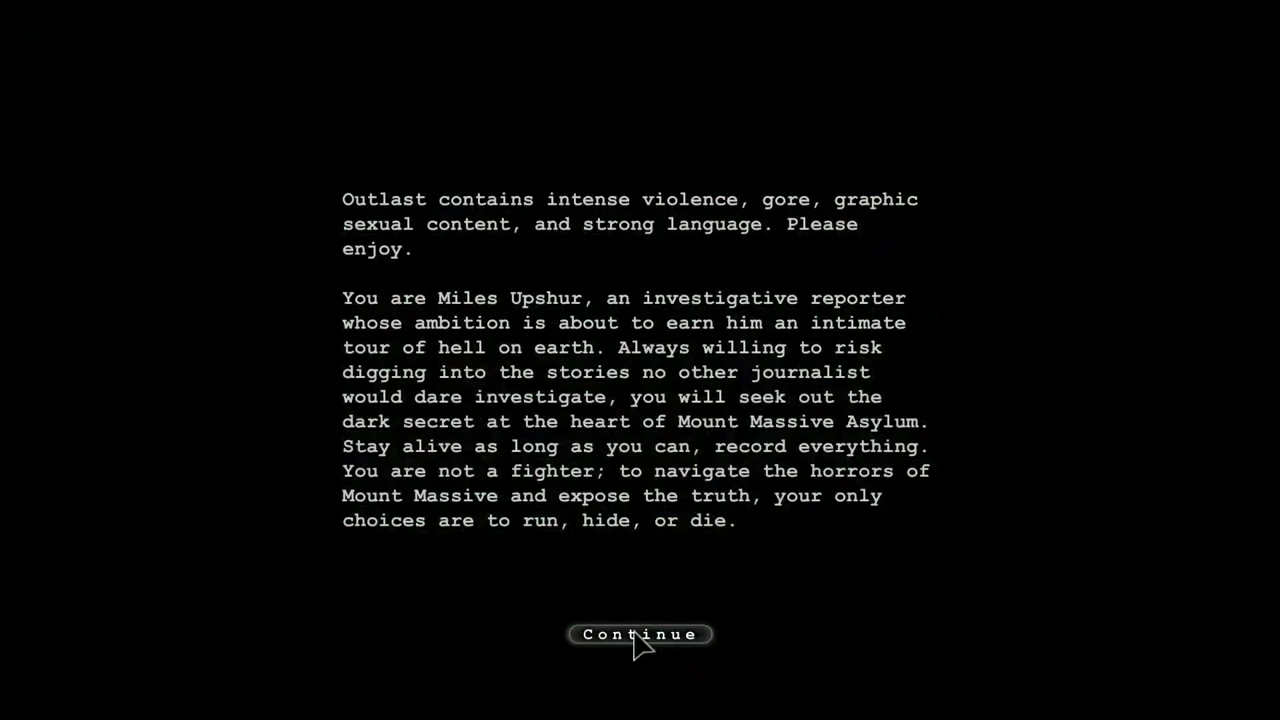 Outlast contains intense violence, gore, graphic
sexual content, and strong language. Please
enjoy.
You are Miles Upshur, an investigative reporter
whose ambition is about to earn him an intimate
tour of hell on earth. Always willing to risk
digging into the stories no other journalist
would dare investigate, you will seek out the
dark secret at the heart of Mount Massive Asylum.
Stay alive as long as you can, record everything.
You are not a fighter; to navigate the horrors of
Mount Massive and expose the truth, your only
choices are to run, hide, or die.
Continue